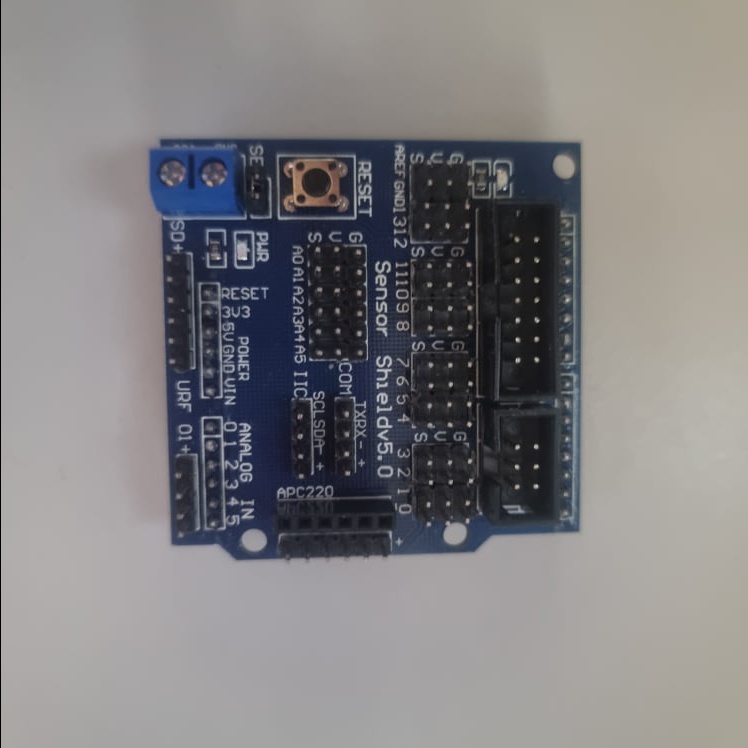 SE
RESET
SD+
PWR
S V G
A0 A1 A2 A3 A4 A5
AREF GND 13 12
S V G
11 10 9 8
S V G
7 6 5 4
S V G
3 2 1 0
S V G
Sensor Shieldv5.0
RESET
3V3
5V
GND
VIN
POWER
IIC
SCL SDA - +
COM
TX RX - +
URF 01+
ANALOG IN
0 1 2 3 4 5
APC220
+
-